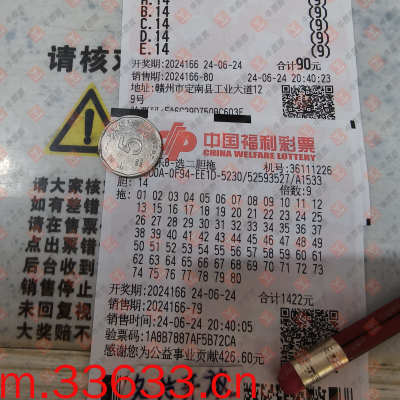 A. 14 (9)
B. 14 (9)
C. 14 (9)
D. 14 (9)
E. 14 (9)
开奖期:2024166 24-06-24 合计90元
销售期:2024166-80 24-06-24 20:40:23
地址:赣州市定南县工业大道12
9号
请核对
中国福利彩票
CHINA WELFARE LOTTERY
乐8-选二胆拖 机号:36111226
00A-0F94-EE1D-5230/52593527/A1533
胆: 14 倍数:9
拖: 01 02 03 04 05 06 07 08 09 10 11 12
13 15 16 17 18 19 20 21 22 23 24
25 26 27 28 29 30 31 32 33 34 35 36 37
38 39 40 41 42 43 44 45 46 47 48 49
50 51 52 53 54 55 56 57 58 59 60 61
62 63 64 65 66 67 68 69 70 71 72 73
74 75 76 77 78 79 80
开奖期:2024166 24-06-24 合计1422元
销售期:2024166-79
24-06-24 20:40:05
验票码:1A8B7887AF5B72CA
感谢您为公益事业贡献426.60元
请大家核
如有差错
请在售票
点出票错
后台收到
销售停止
未回复视
大奖赔不
m.33633.cn